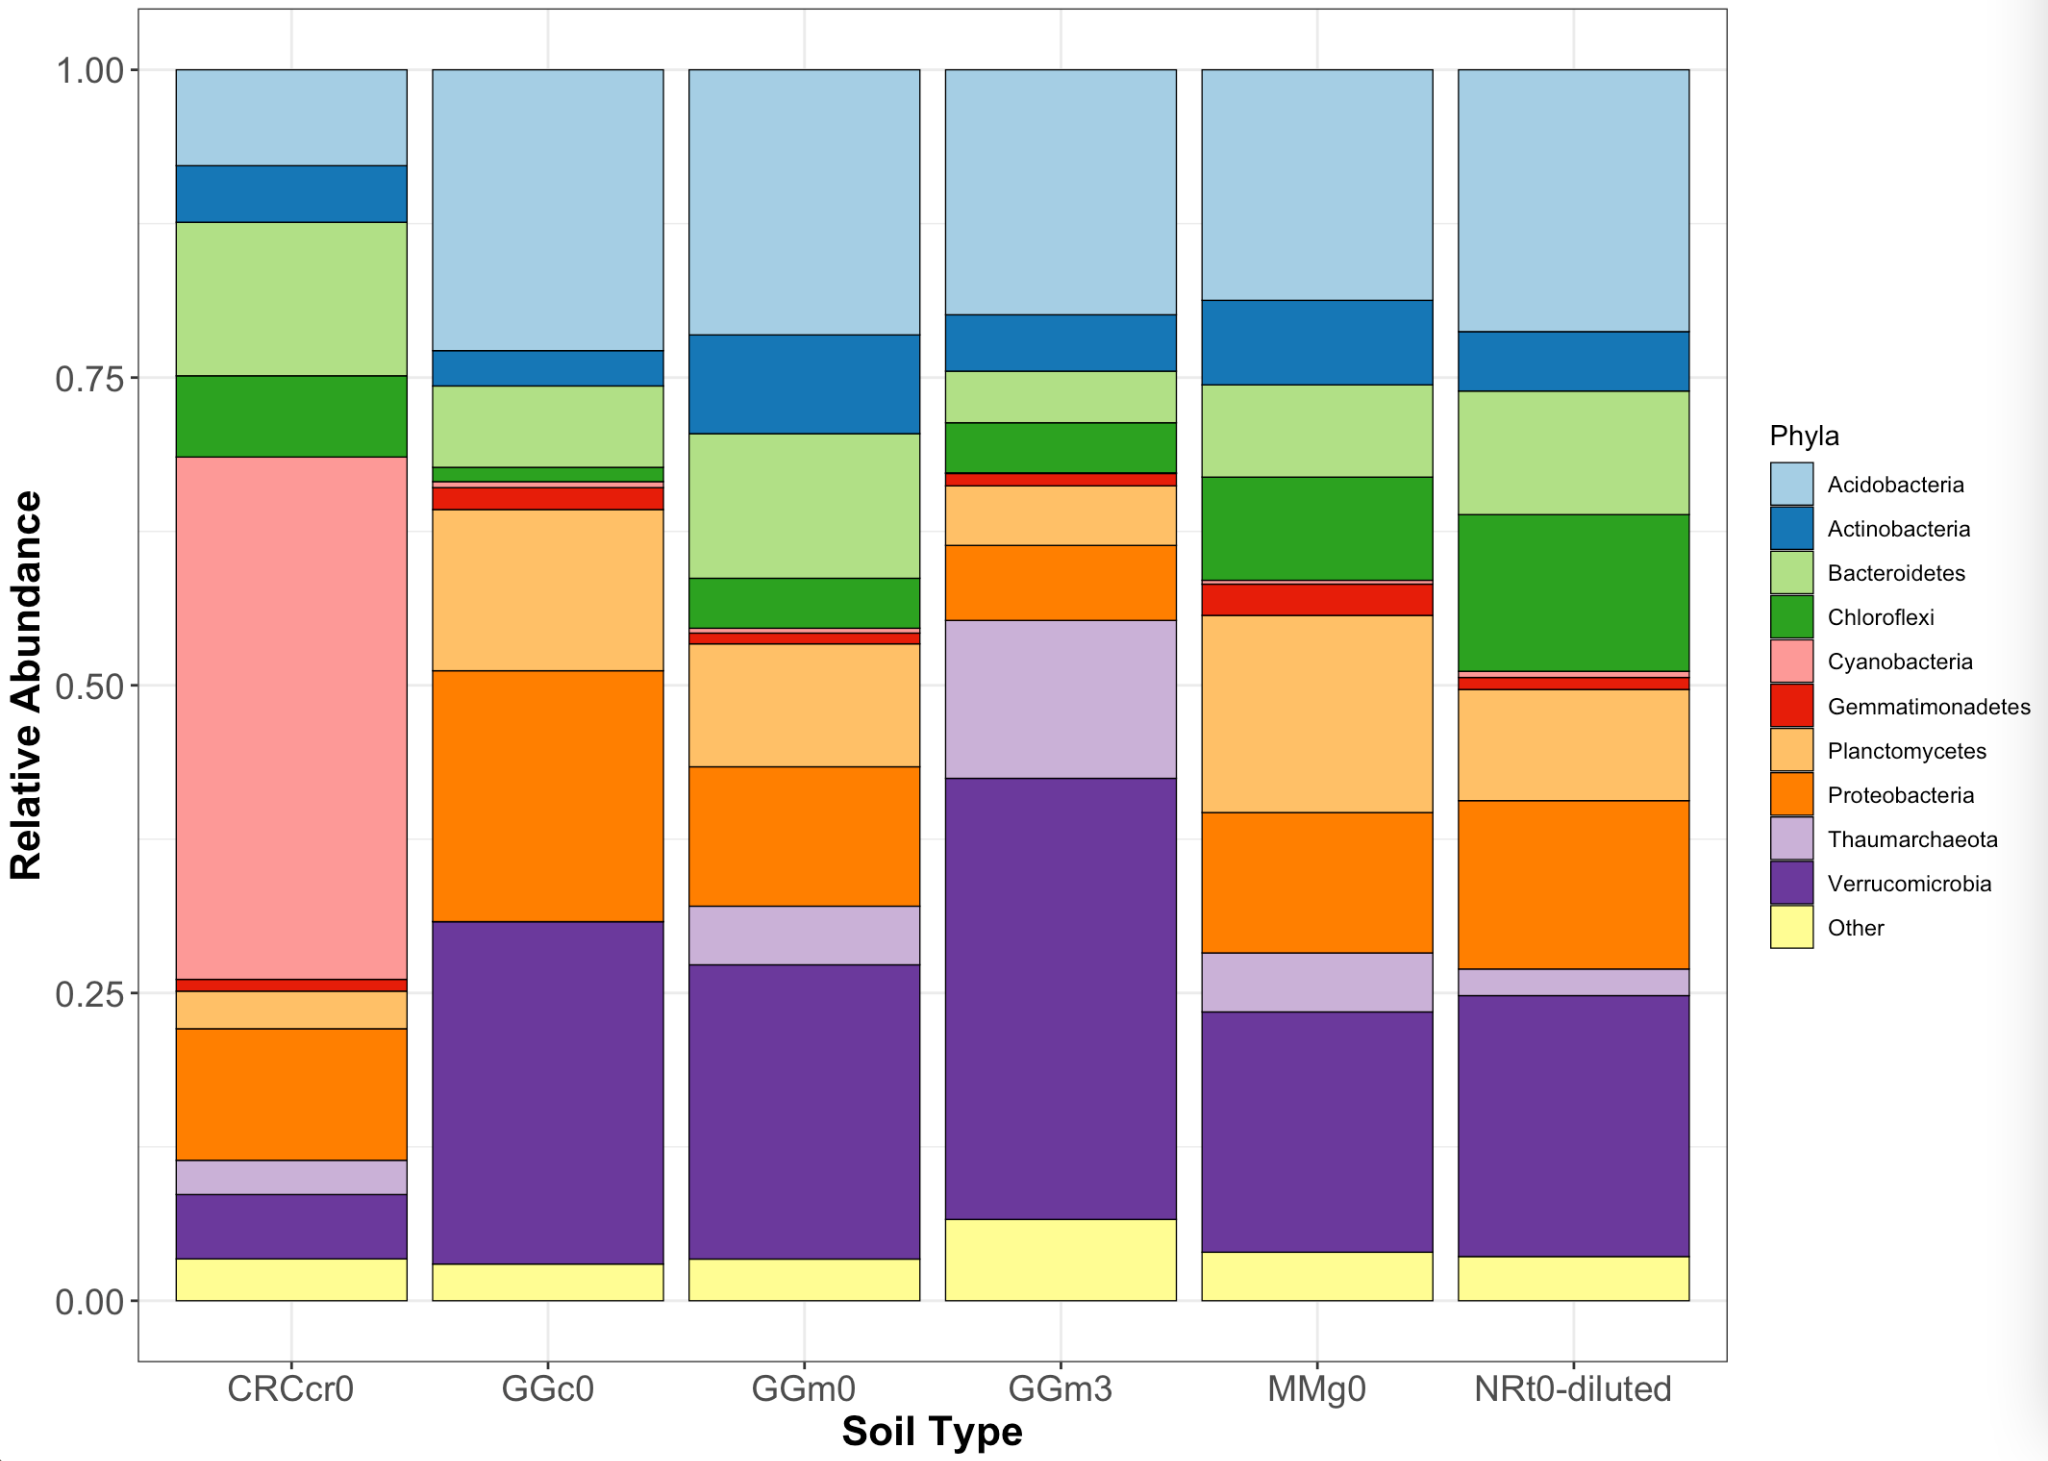 1.00
0.75
0.50
0.25
0.00
Relative Abundance
CRCcr0 GGc0 GGm0 GGm3 MMg0 NRt0-diluted
Soil Type
Phyla
Acidobacteria
Actinobacteria
Bacteroidetes
Chloroflexi
Cyanobacteria
Gemmatimonadetes
Planctomycetes
Proteobacteria
Thaumarchaeota
Verrucomicrobia
Other